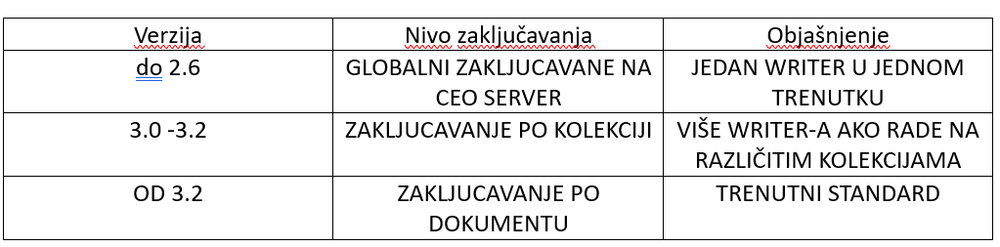 Verzija
Nivo zaključavanja
Objašnjenje
do 2.6
GLOBALNI ZAKLJUCAVANE NA
CEO SERVER
JEDAN WRITER U JEDNOM
TRENUTKU
3.0 -3.2
ZAKLJUCAVANJE PO KOLEKCIJI
VIŠE WRITER-A AKO RADE NA
RAZLIČITIM KOLEKCIJAMA
OD 3.2
ZAKLJUCAVANJE PO
DOKUMENTU
TRENUTNI STANDARD